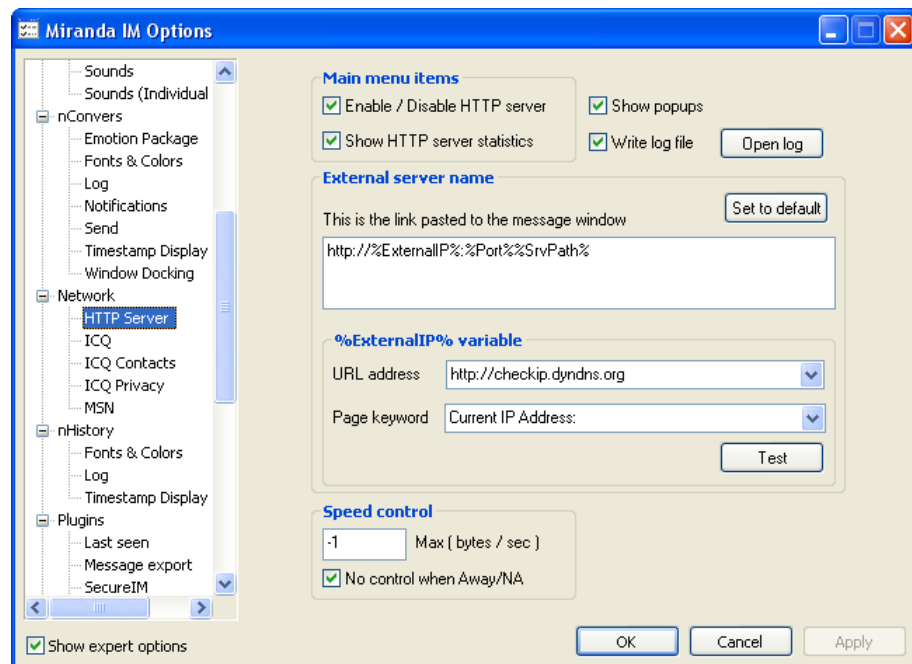 Miranda IM Options
Sounds
Sounds (Individual
nConvers
Emotion Package
Fonts & Colors
Log
Notifications
Send
Timestamp Display
Window Docking
Network
HTTP Server
ICQ
ICQ Contacts
ICQ Privacy
MSN
nHistory
Fonts & Colors
Log
Timestamp Display
Plugins
Last seen
Message export
SecureIM
Show expert options
Main menu items
Enable / Disable HTTP server
Show HTTP server statistics
Show popups
Write log file
Open log
External server name
This is the link pasted to the message window
Set to default
http://%ExternalIP%:%Port%%SrvPath%
%ExternalIP% variable
URL address
http://checkip.dyndns.org
Page keyword
Current IP Address:
Test
Speed control
-1
Max ( bytes / sec )
No control when Away/NA
OK
Cancel
Apply